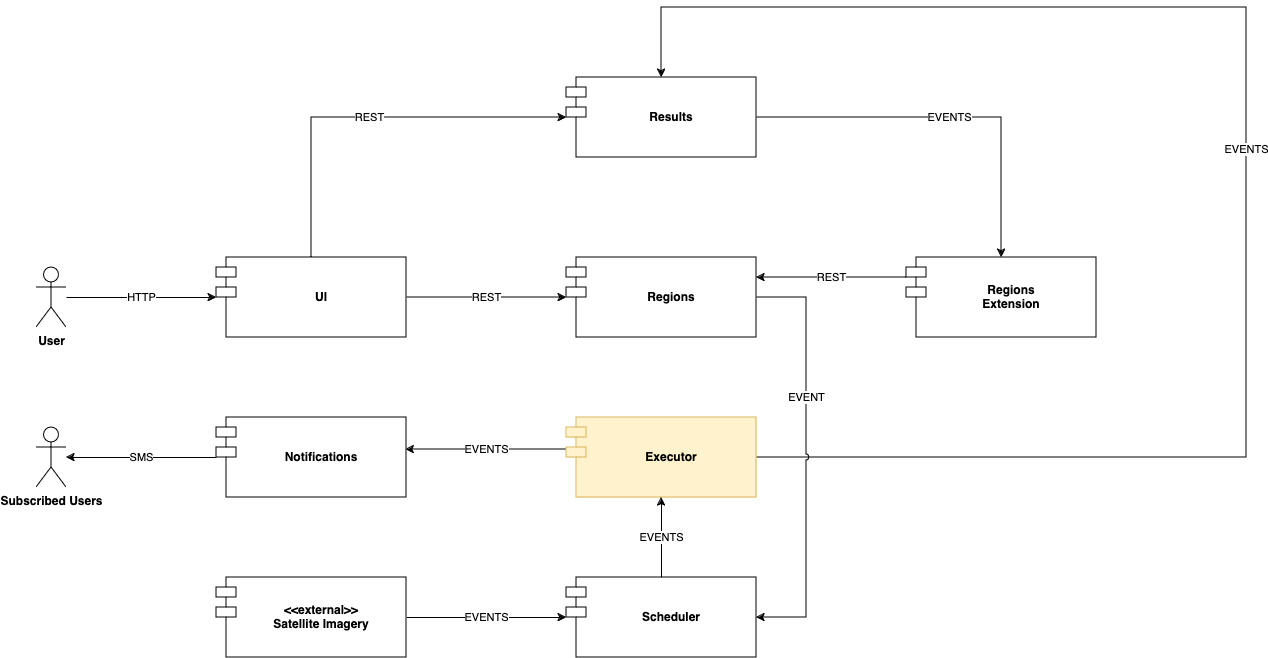 EVENTS
Results
REST
EVENTS
UI
Regions
Regions
Extension
HTTP
REST
REST
User
EVENT
Notifications
Executor
SMS
EVENTS
Subscribed Users
EVENTS
<<external>>
Satellite Imagery
EVENTS
Scheduler